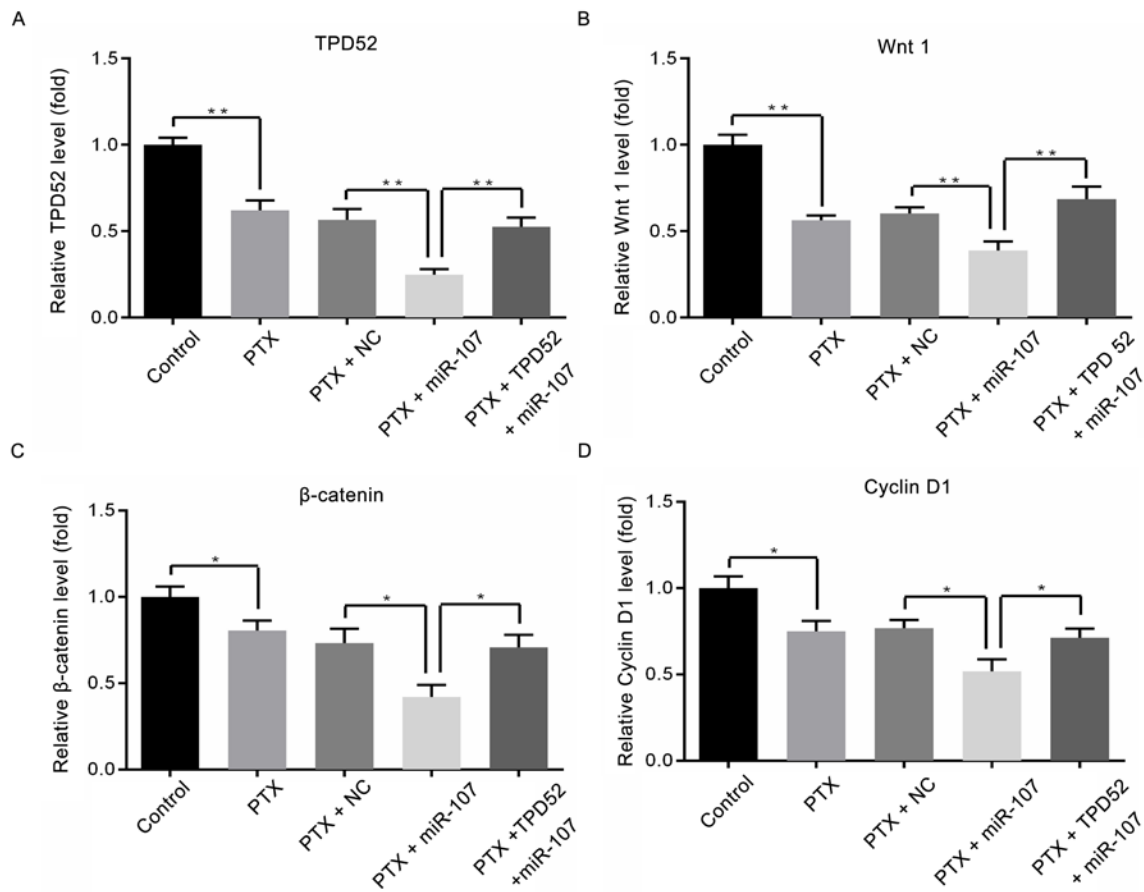 A
TPD52
Relative TPD52 level (fold)
1.5
1.0
0.5
0.0
* *
* *
* *
Control
PTX
PTX + NC
PTX + miR-107
PTX + TPD52
+ miR-107
B
Wnt 1
Relative Wnt 1 level (fold)
1.5
1.0
0.5
0.0
* *
* *
* *
Control
PTX
PTX + NC
PTX + miR-107
PTX + TPD 52
+ miR-107
C
β-catenin
Relative β-catenin level (fold)
1.5
1.0
0.5
0.0
*
*
*
Control
PTX
PTX + NC
PTX + miR-107
PTX +TPD52
+miR-107
D
Cyclin D1
Relative Cyclin D1 level (fold)
1.5
1.0
0.5
0.0
*
*
*
Control
PTX
PTX + NC
PTX + miR-107
PTX + TPD52
+ miR-107